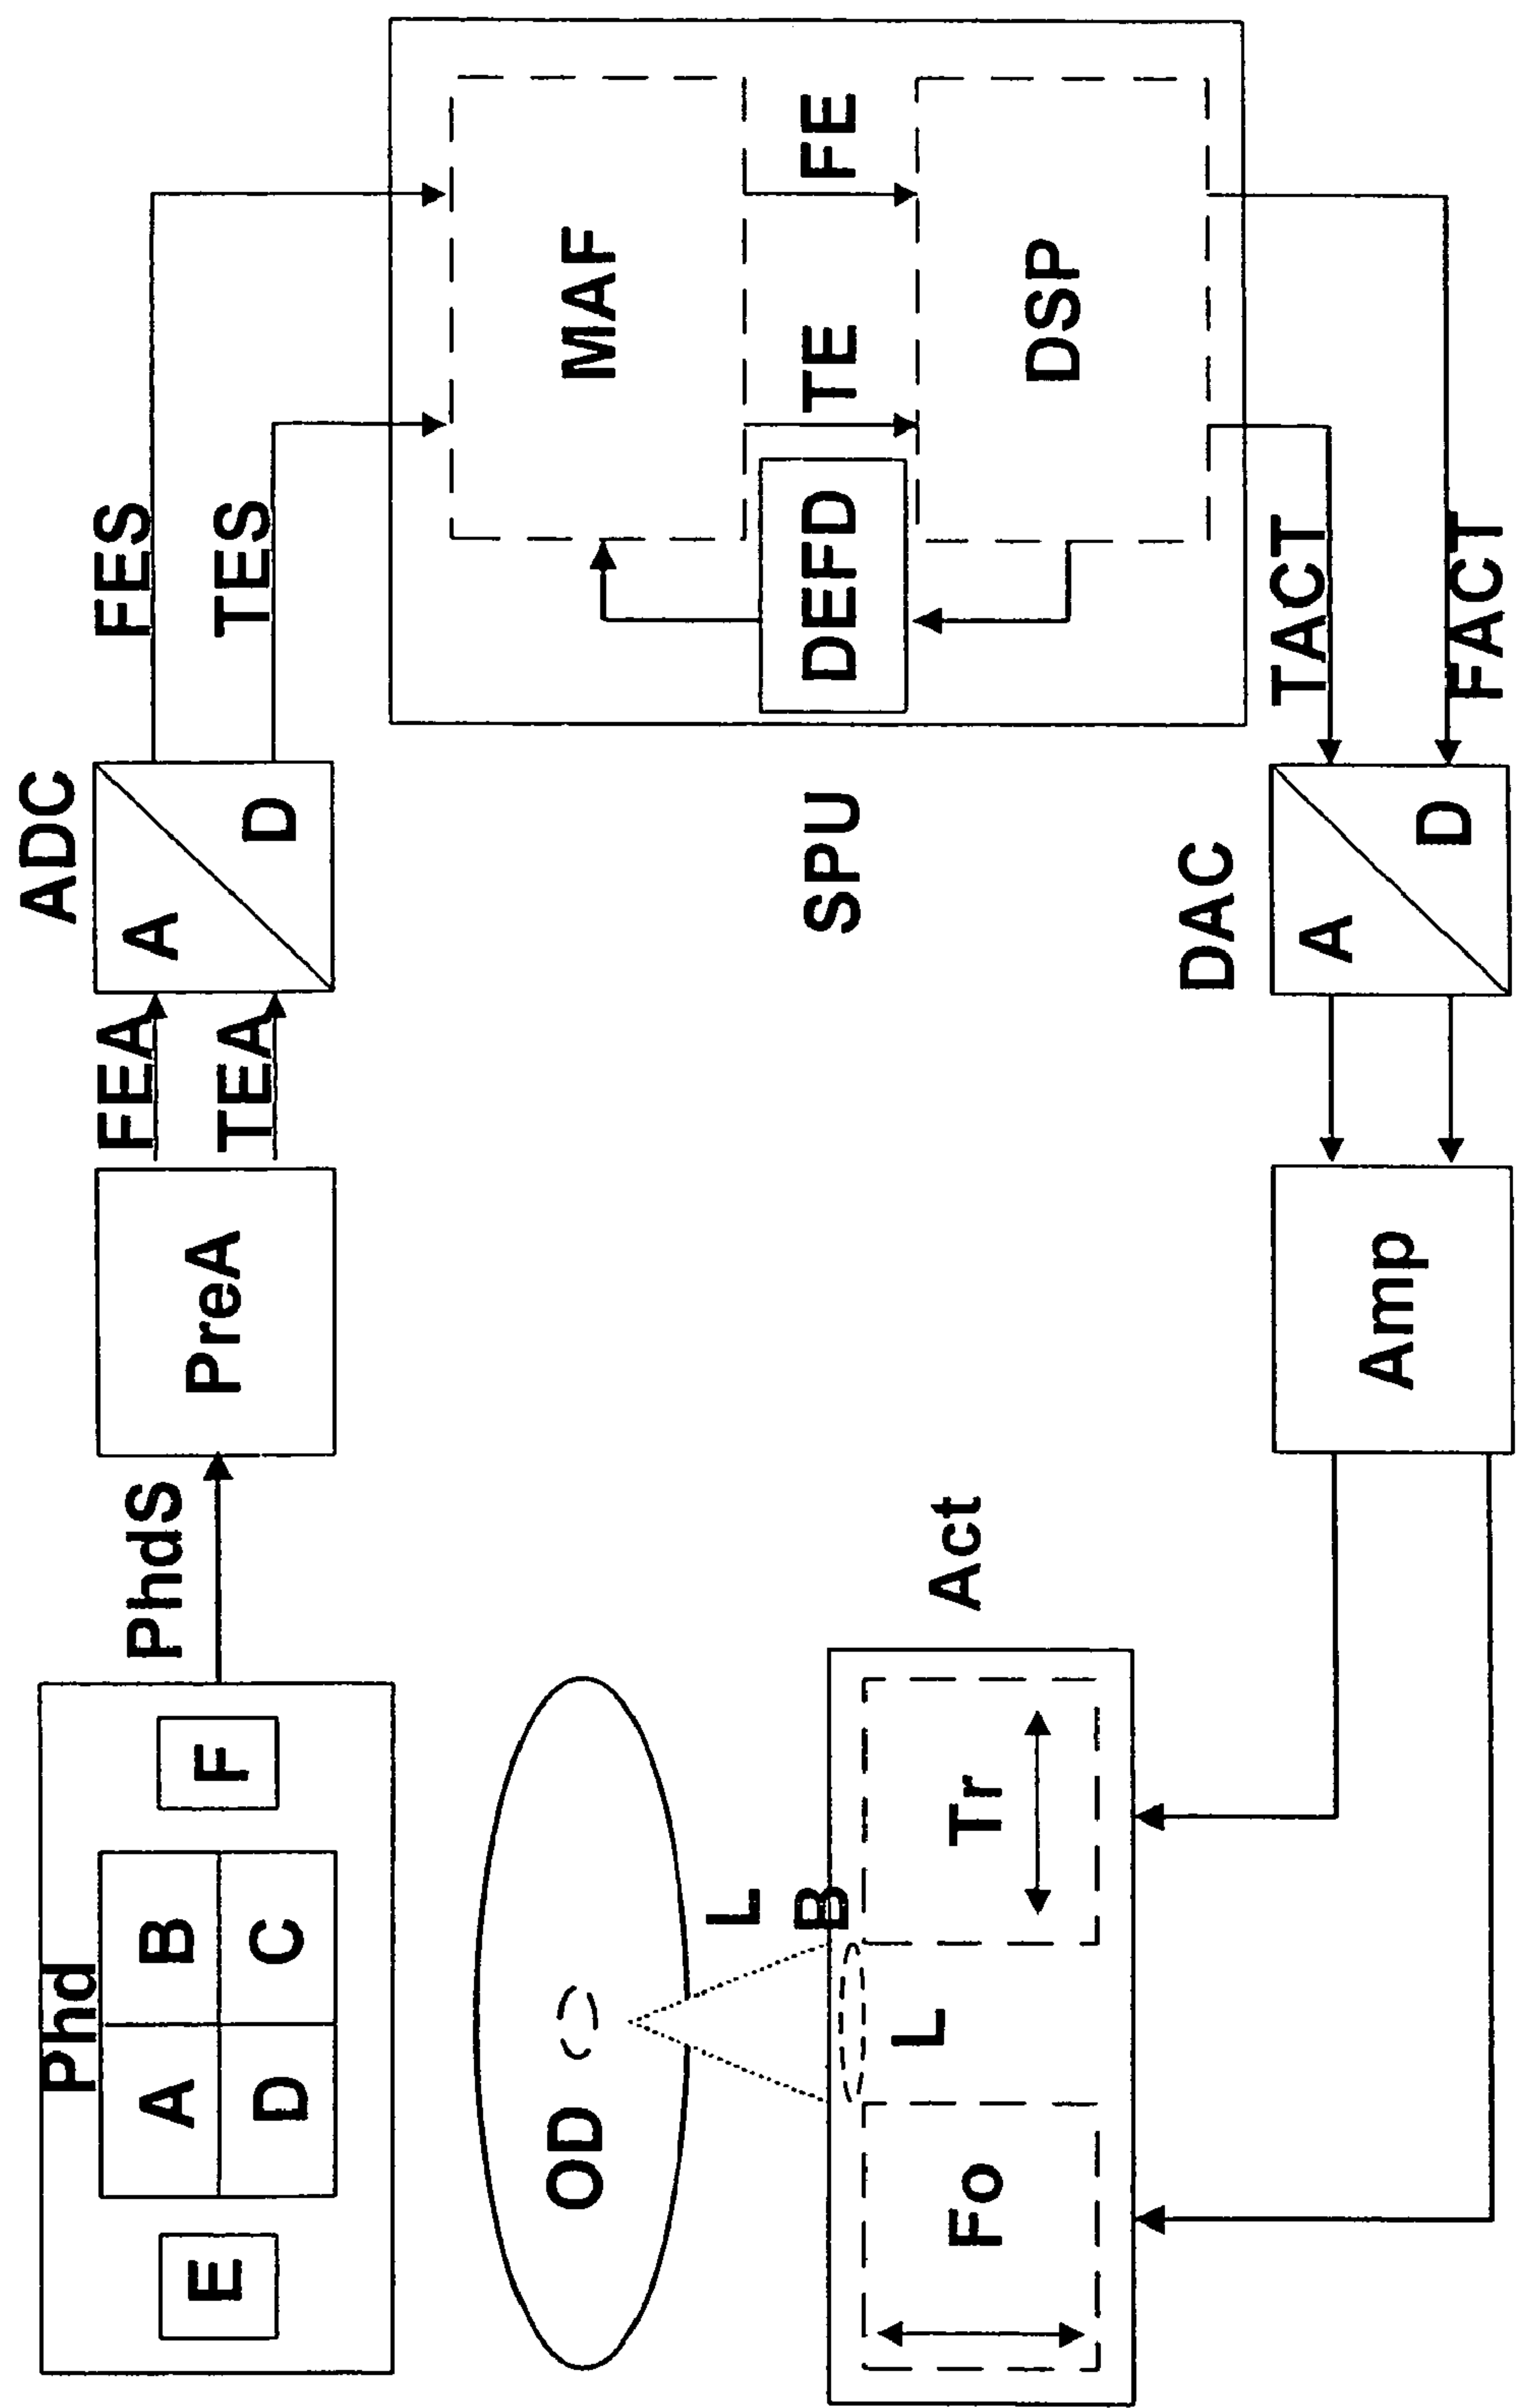 Phd
E
A
B
D
C
F
PhdS
PreA
FEA
TEA
ADC
A
D
FES
TES
MAF
TE
FE
DEFD
DSP
SPU
TACT
FACT
DAC
A
D
Amp
Act
OD
L
B
L
Fo
Tr